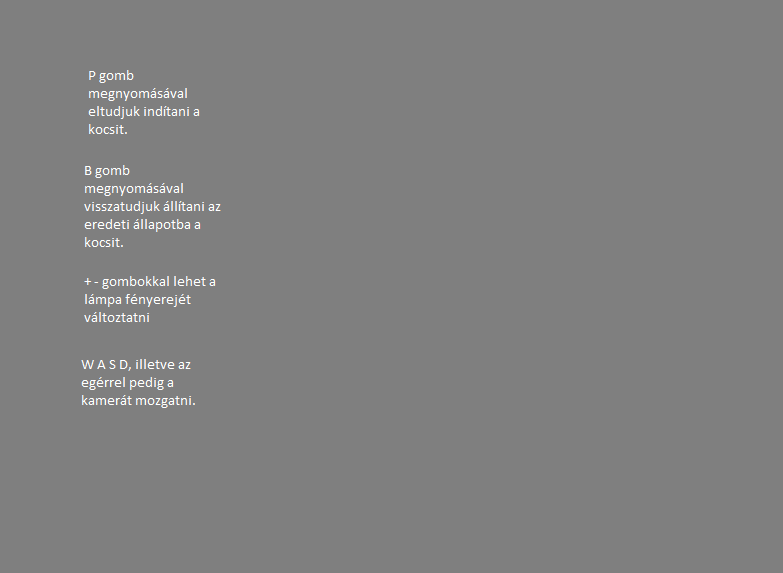 P gomb
megnyomásával
eltudjuk indítani a
kocsit.
B gomb
megnyomásával
visszatudjuk állítani az
eredeti állapotba a
kocsit.
+ - gombokkal lehet a
lámpa fényerejét
változtatni
W A S D, illetve az
egérrel pedig a
kamerát mozgatni.